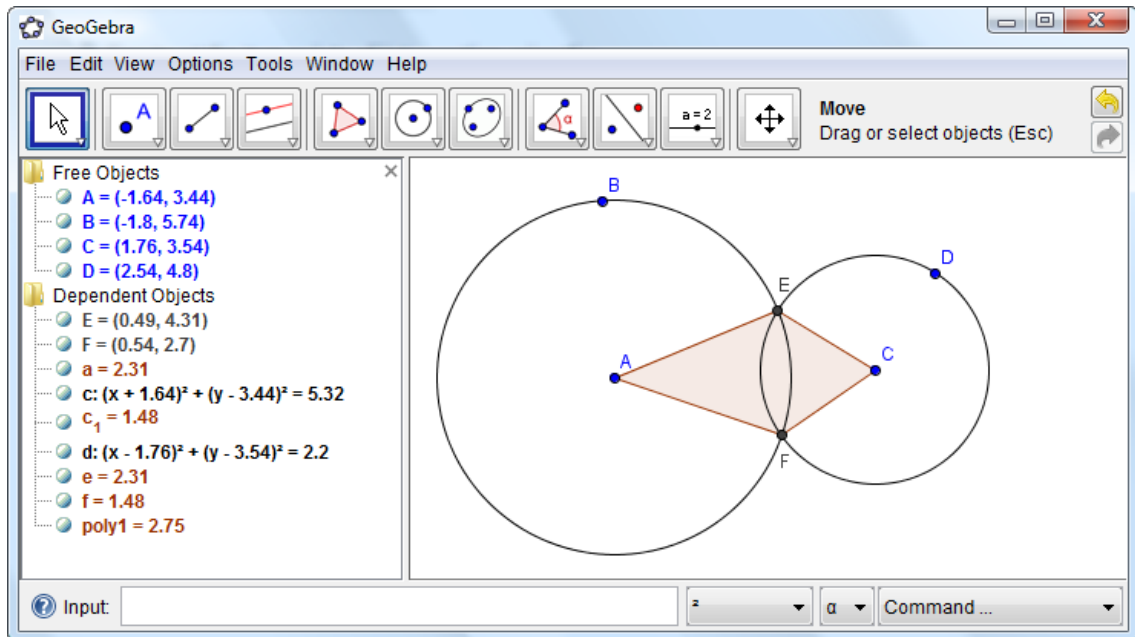 GeoGebra
File Edit View Options Tools Window Help
A
α
a = 2
Move
Drag or select objects (Esc)
Free Objects
A = (-1.64, 3.44)
B = (-1.8, 5.74)
C = (1.76, 3.54)
D = (2.54, 4.8)
Dependent Objects
E = (0.49, 4.31)
F = (0.54, 2.7)
a = 2.31
c: (x + 1.64)² + (y - 3.44)² = 5.32
c₁ = 1.48
d: (x - 1.76)² + (y - 3.54)² = 2.2
e = 2.31
f = 1.48
poly1 = 2.75
B
D
E
A
C
F
Input:
²
α
Command ...